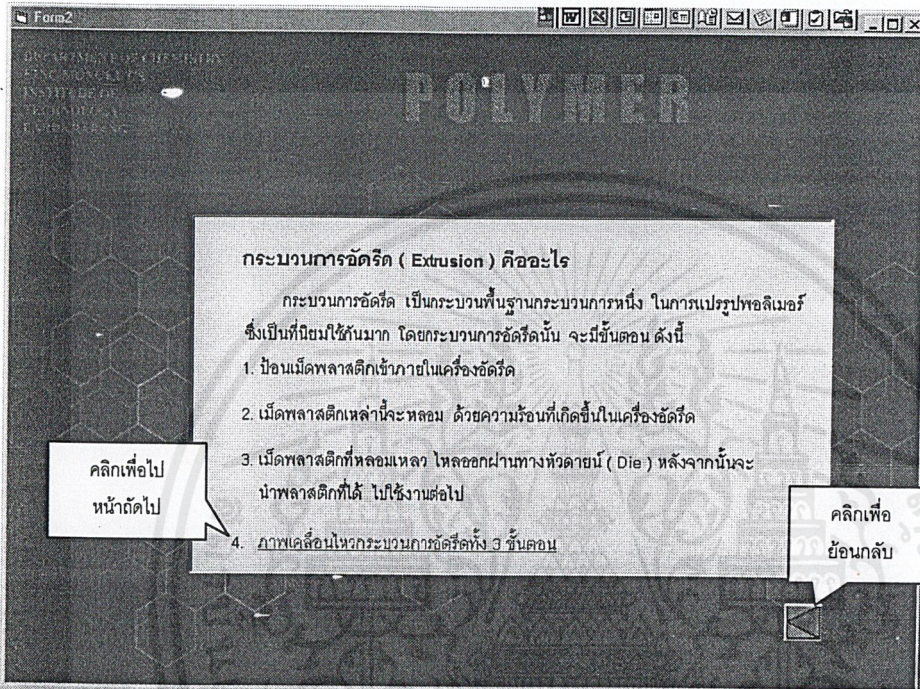 Form2
DEPARTMENT OF CHEMISTRY
KING MONGKUT'S
INSTITUTE OF
TECHNOLOGY
LADKRABANG
POLYMER
กระบวนการอัดรีด ( Extrusion ) คืออะไร
กระบวนการอัดรีด เป็นกระบวนพื้นฐานกระบวนการหนึ่ง ในการแปรรูปพอลิเมอร์
ซึ่งเป็นที่นิยมใช้กันมาก โดยกระบวนการอัดรีดนั้น จะมีขั้นตอน ดังนี้
1. ป้อนเม็ดพลาสติกเข้าภายในเครื่องอัดรีด
2. เม็ดพลาสติกเหล่านี้จะหลอม ด้วยความร้อนที่เกิดขึ้นในเครื่องอัดรีด
3. เม็ดพลาสติกที่หลอมเหลว ไหลออกผ่านทางหัวดายน์ ( Die ) หลังจากนั้นจะ
นำพลาสติกที่ได้ ไปใช้งานต่อไป
4. ภาพเคลื่อนไหวกระบวนการอัดรีดทั้ง 3 ขั้นตอน
คลิกเพื่อไป
หน้าถัดไป
คลิกเพื่อ
ย้อนกลับ